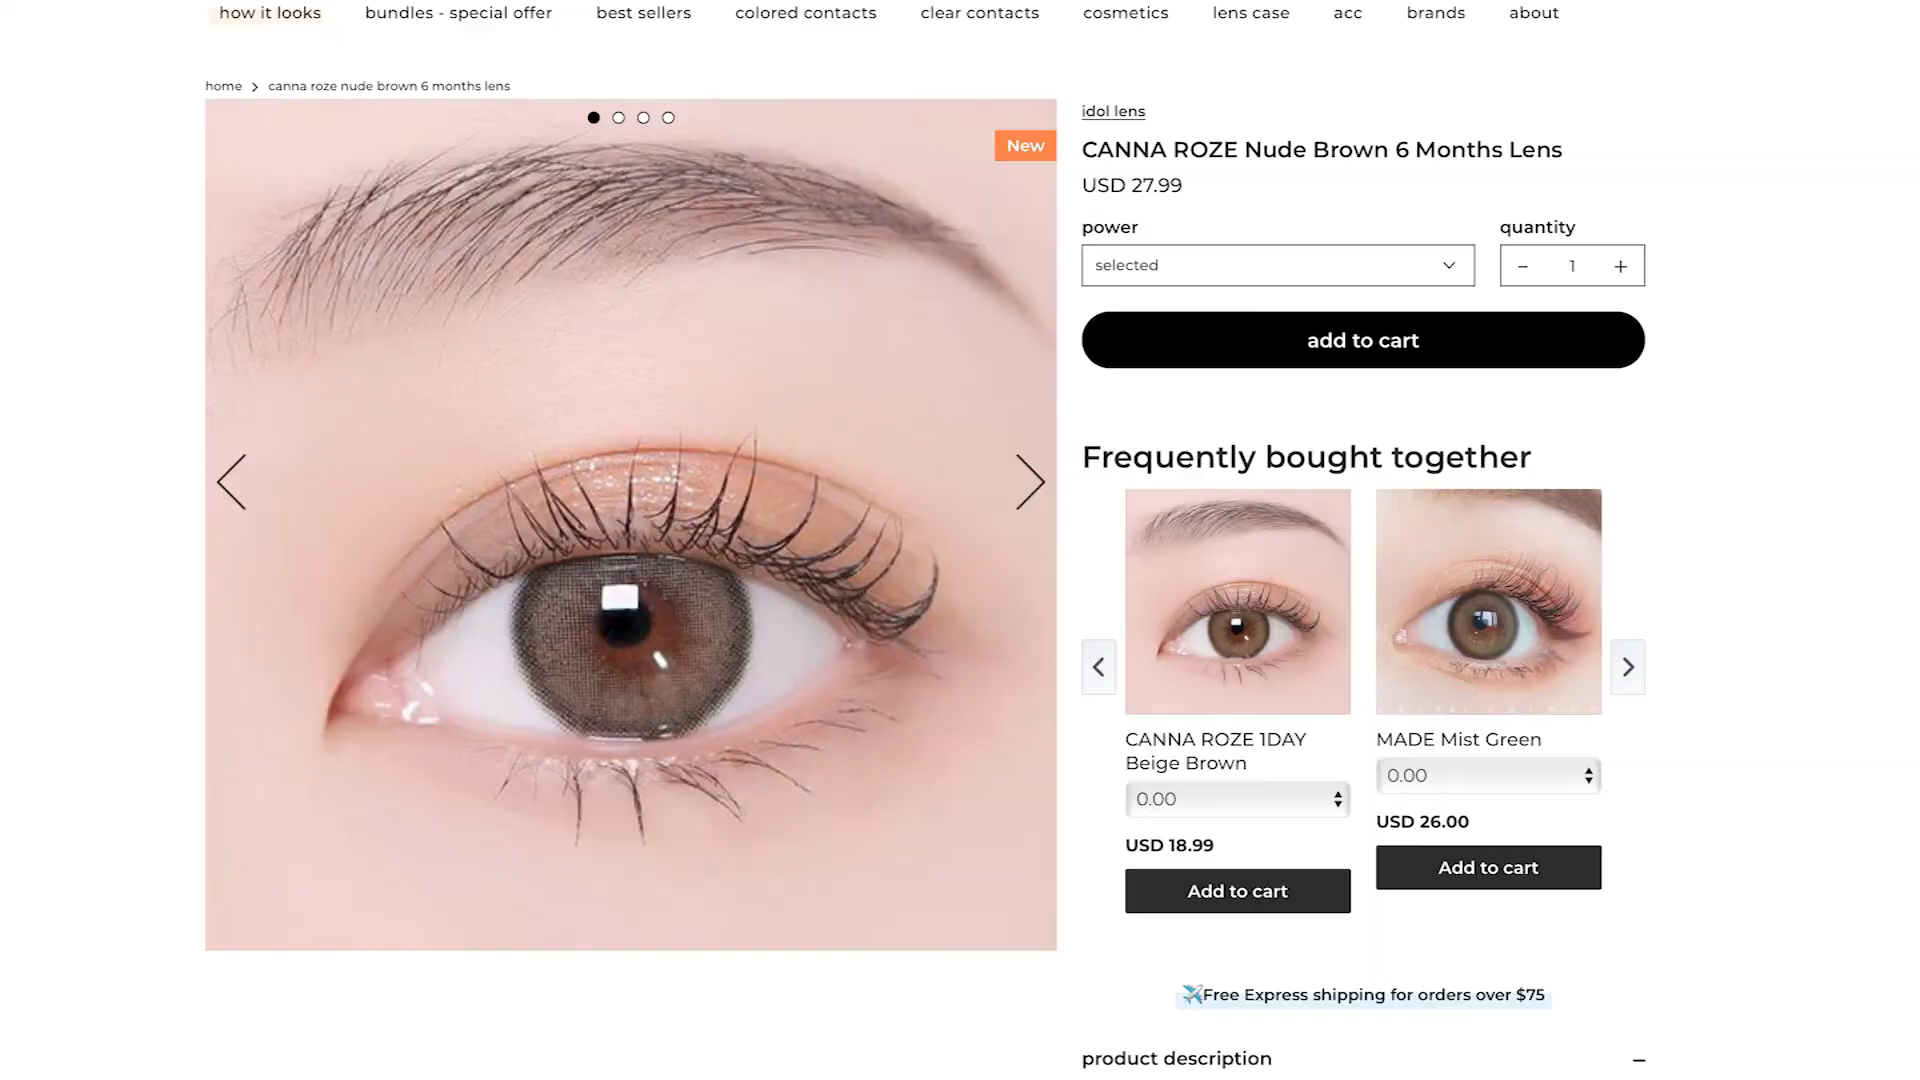 how it looks
bundles - special offer
best sellers
colored contacts
clear contacts
cosmetics
lens case
acc
brands
about
home > canna roze nude brown 6 months lens
New
idol lens
CANNA ROZE Nude Brown 6 Months Lens
USD 27.99
power
quantity
selected
− 1 +
add to cart
Frequently bought together
CANNA ROZE 1DAY
Beige Brown
0.00
USD 18.99
Add to cart
MADE Mist Green
0.00
USD 26.00
Add to cart
✈️Free Express shipping for orders over $75
product description −